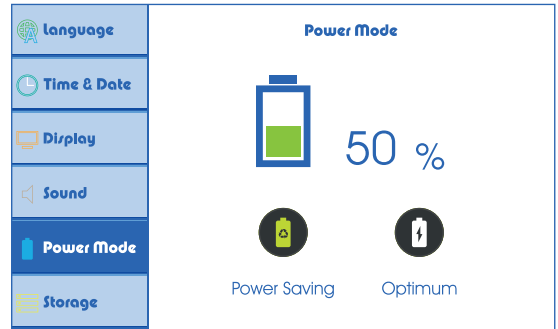 Language
Time & Date
Display
Sound
Power Mode
Storage
Power Mode
50 %
Power Saving
Optimum